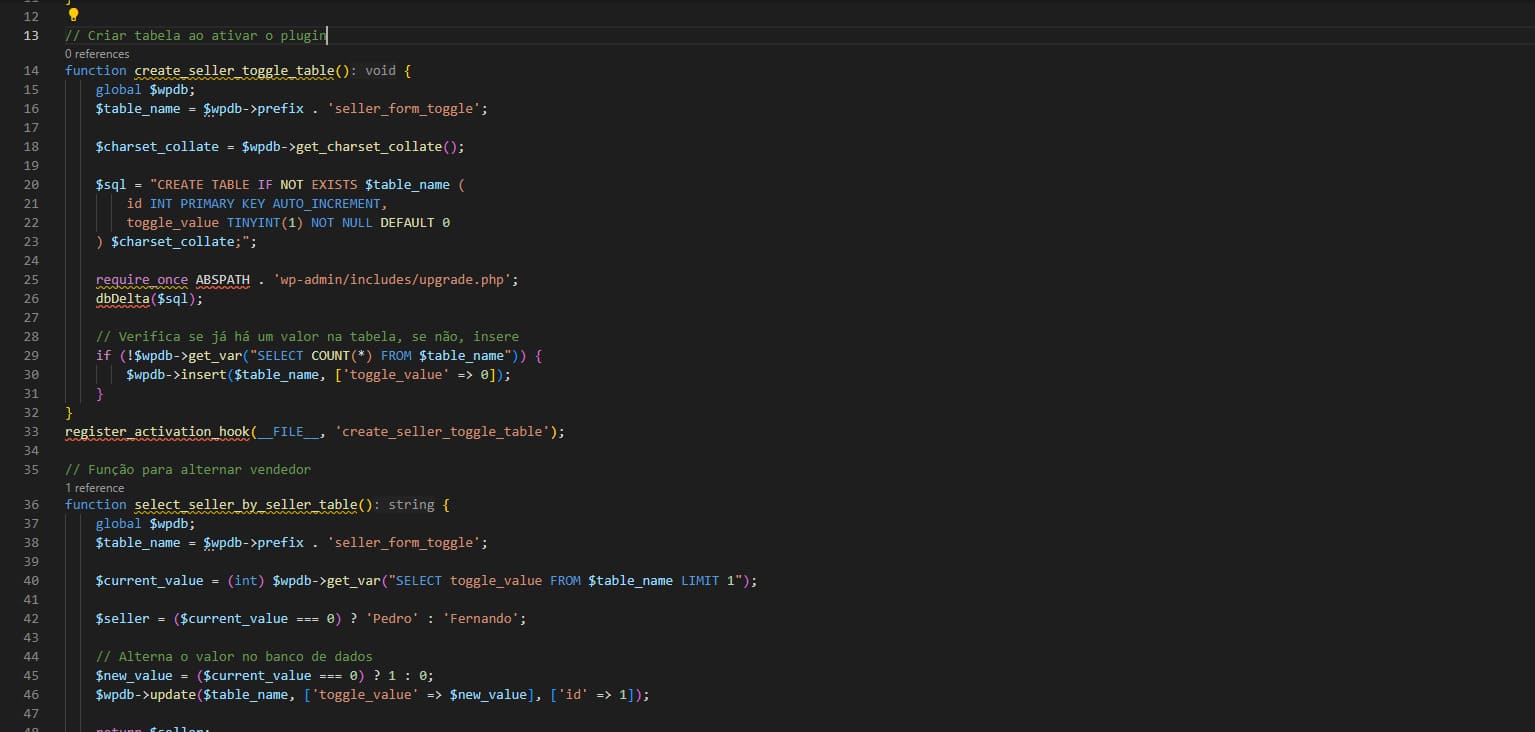 12
13 // Criar tabela ao ativar o plugin
0 references
14 function create_seller_toggle_table(): void {
15 global $wpdb;
16 $table_name = $wpdb->prefix . 'seller_form_toggle';
17
18 $charset_collate = $wpdb->get_charset_collate();
19
20 $sql = "CREATE TABLE IF NOT EXISTS $table_name (
21 id INT PRIMARY KEY AUTO_INCREMENT,
22 toggle_value TINYINT(1) NOT NULL DEFAULT 0
23 ) $charset_collate;";
24
25 require_once ABSPATH . 'wp-admin/includes/upgrade.php';
26 dbDelta($sql);
27
28 // Verifica se já há um valor na tabela, se não, insere
29 if (!$wpdb->get_var("SELECT COUNT(*) FROM $table_name")) {
30 $wpdb->insert($table_name, ['toggle_value' => 0]);
31 }
32 }
33 register_activation_hook(__FILE__, 'create_seller_toggle_table');
34
35 // Função para alternar vendedor
1 reference
36 function select_seller_by_seller_table(): string {
37 global $wpdb;
38 $table_name = $wpdb->prefix . 'seller_form_toggle';
39
40 $current_value = (int) $wpdb->get_var("SELECT toggle_value FROM $table_name LIMIT 1");
41
42 $seller = ($current_value === 0) ? 'Pedro' : 'Fernando';
43
44 // Alterna o valor no banco de dados
45 $new_value = ($current_value === 0) ? 1 : 0;
46 $wpdb->update($table_name, ['toggle_value' => $new_value], ['id' => 1]);
47
48 return $seller;